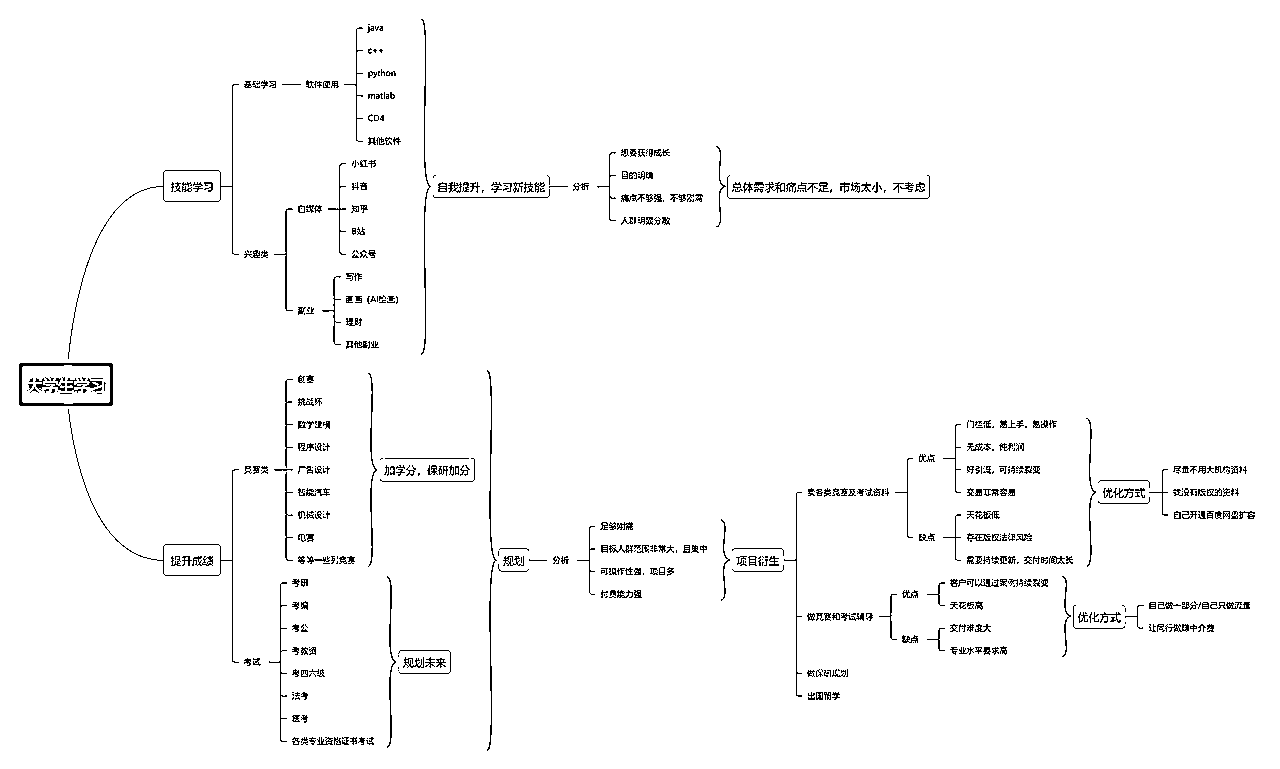 大学生学习
技能学习
基础学习
软件使用
java
c++
python
matlab
CD4
其他软件
兴趣类
自媒体
小红书
抖音
知乎
B站
公众号
副业
写作
画画（AI绘画）
理财
其他副业
自我提升，学习新技能
分析
想要获得成长
目的明确
痛点不够强，不够刚需
人群明显分散
总体需求和痛点不足，市场太小，不考虑
提升成绩
竞赛类
创赛
挑战杯
数学建模
程序设计
广告设计
智能汽车
机械设计
电赛
等等一些列竞赛
加学分，保研加分
考试
考研
考编
考公
考教资
考四六级
法考
医考
各类专业资格证书考试
规划未来
规划
分析
足够刚需
目标人群范围非常大，且集中
可操作性强，项目多
付费能力强
项目衍生
卖各类竞赛及考试资料
优点
门槛低，易上手，易操作
无成本，纯利润
好引流，可持续裂变
交易非常容易
缺点
天花板低
存在版权法律风险
需要持续更新，交付时间太长
优化方式
尽量不用大机构资料
找没有版权的资料
自己开通百度网盘扩容
做竞赛和考试辅导
优点
客户可以通过案例持续裂变
天花板高
缺点
交付难度大
专业水平要求高
优化方式
自己做一部分/自己只做流量
让同行做赚中介费
做保研规划
出国留学